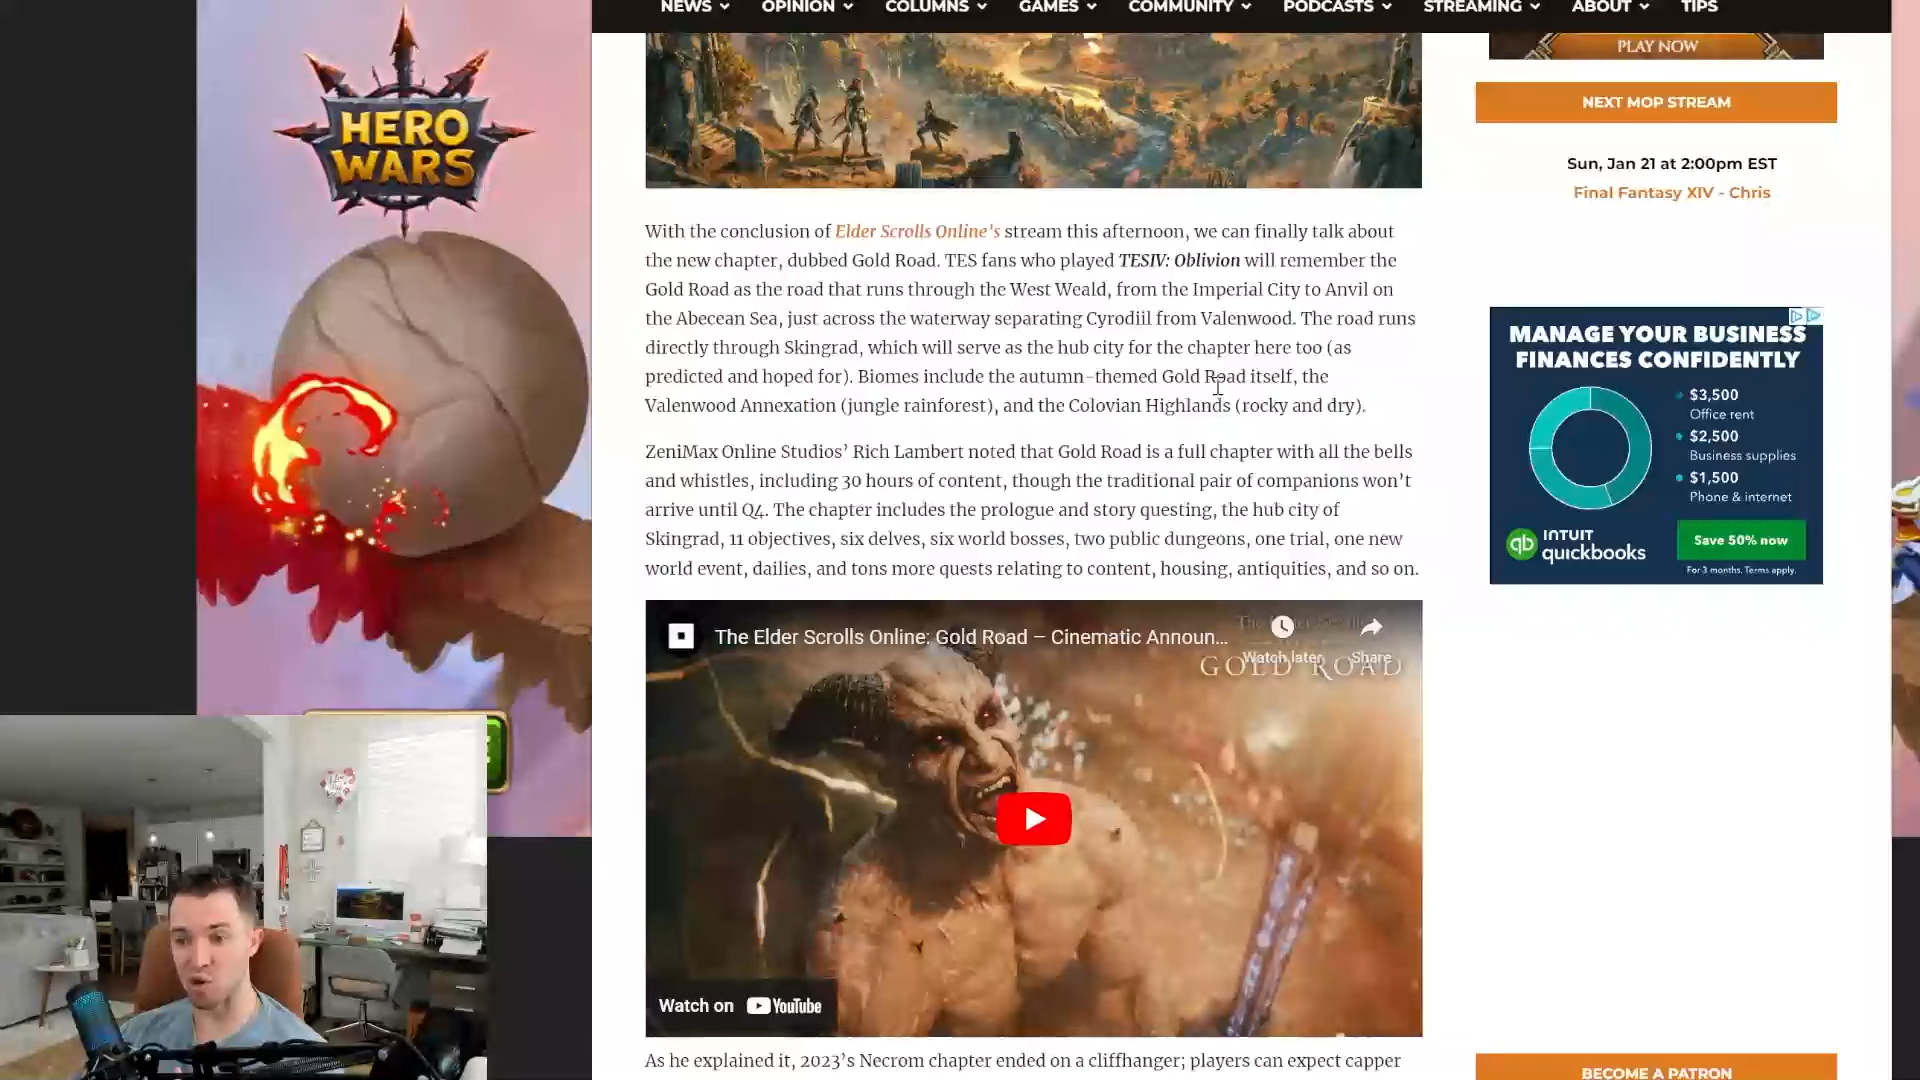 NEWS
OPINION
COLUMNS
GAMES
COMMUNITY
PODCASTS
STREAMING
ABOUT
TIPS
HERO
WARS
PLAY NOW
NEXT MOP STREAM
Sun, Jan 21 at 2:00pm EST
Final Fantasy XIV - Chris
With the conclusion of Elder Scrolls Online's stream this afternoon, we can finally talk about
the new chapter, dubbed Gold Road. TES fans who played TESIV: Oblivion will remember the
Gold Road as the road that runs through the West Weald, from the Imperial City to Anvil on
the Abecean Sea, just across the waterway separating Cyrodiil from Valenwood. The road runs
directly through Skingrad, which will serve as the hub city for the chapter here too (as
predicted and hoped for). Biomes include the autumn-themed Gold Road itself, the
Valenwood Annexation (jungle rainforest), and the Colovian Highlands (rocky and dry).
ZeniMax Online Studios' Rich Lambert noted that Gold Road is a full chapter with all the bells
and whistles, including 30 hours of content, though the traditional pair of companions won't
arrive until Q4. The chapter includes the prologue and story questing, the hub city of
Skingrad, 11 objectives, six delves, six world bosses, two public dungeons, one trial, one new
world event, dailies, and tons more quests relating to content, housing, antiquities, and so on.
The Elder Scrolls Online: Gold Road – Cinematic Announ...
Watch later
Share
GOLD ROAD
Watch on YouTube
As he explained it, 2023's Necrom chapter ended on a cliffhanger; players can expect capper
MANAGE YOUR BUSINESS
FINANCES CONFIDENTLY
$3,500
Office rent
$2,500
Business supplies
$1,500
Phone & internet
qb INTUIT
quickbooks
Save 50% now
For 3 months. Terms apply.
BECOME A PATRON